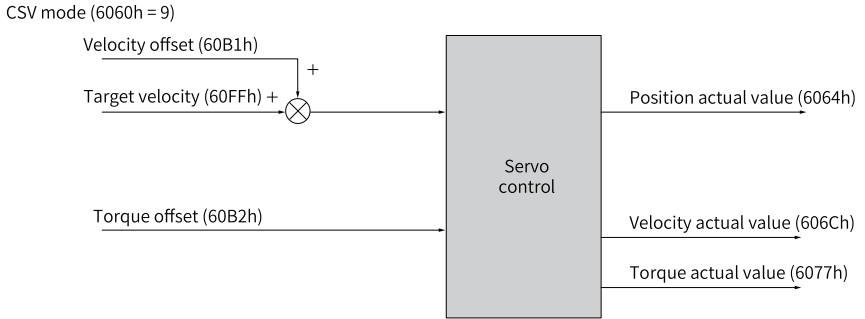 CSV mode (6060h = 9)
Velocity offset (60B1h)
+
Target velocity (60FFh) +
Position actual value (6064h)
Servo
control
Torque offset (60B2h)
Velocity actual value (606Ch)
Torque actual value (6077h)